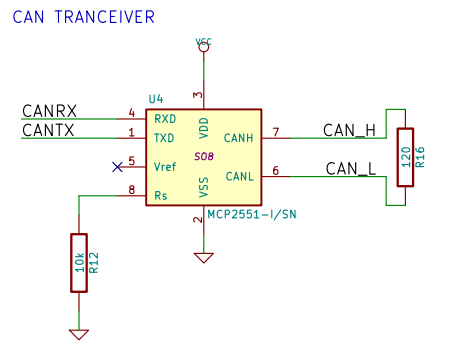 CAN TRANCEIVER
VCC
U4
3
CANRX
4
RXD
VDD
CANTX
1
TXD
CANH
7
CAN_H
SO8
120
R16
5
Vref
CANL
6
CAN_L
8
Rs
VSS
2
MCP2551-I/SN
10k
R12